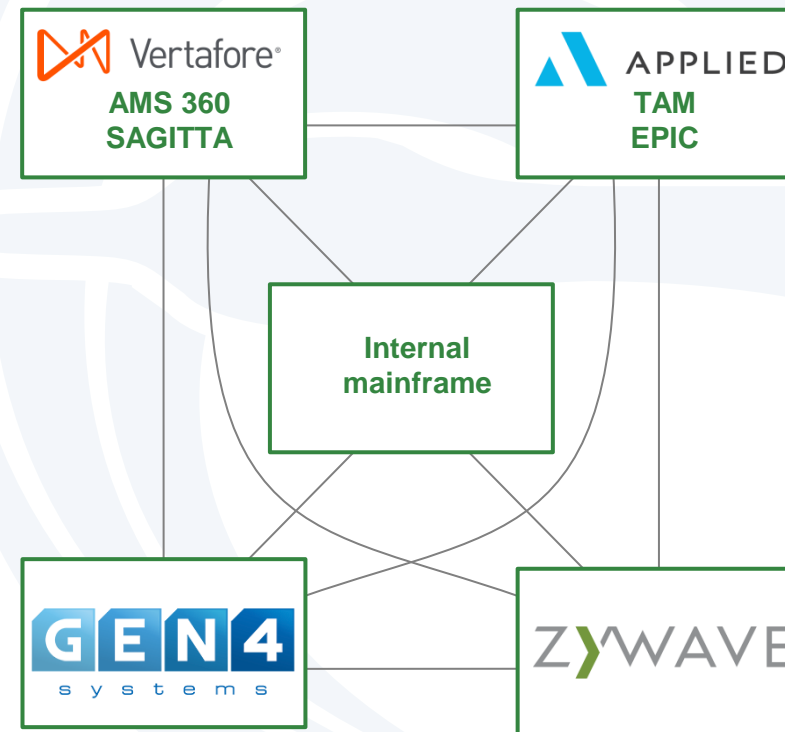 Vertafore®
AMS 360
SAGITTA
APPLIED
TAM
EPIC
Internal
mainframe
GEN4
systems
ZYWAVE